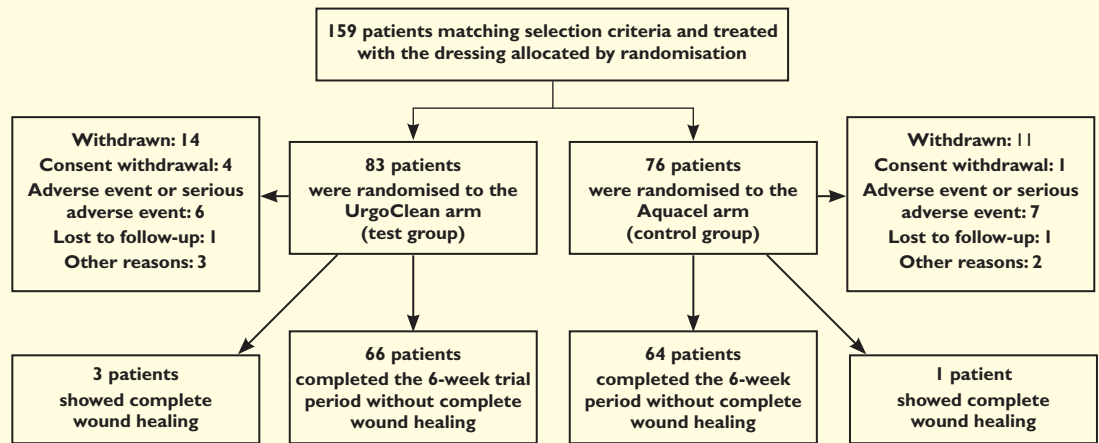 159 patients matching selection criteria and treated
with the dressing allocated by randomisation
Withdrawn: 14
Consent withdrawal: 4
Adverse event or serious
adverse event: 6
Lost to follow-up: 1
Other reasons: 3
83 patients
were randomised to the
UrgoClean arm
(test group)
76 patients
were randomised to the
Aquacel arm
(control group)
Withdrawn: 11
Consent withdrawal: 1
Adverse event or serious
adverse event: 7
Lost to follow-up: 1
Other reasons: 2
3 patients
showed complete
wound healing
66 patients
completed the 6-week trial
period without complete
wound healing
64 patients
completed the 6-week
period without complete
wound healing
1 patient
showed complete
wound healing